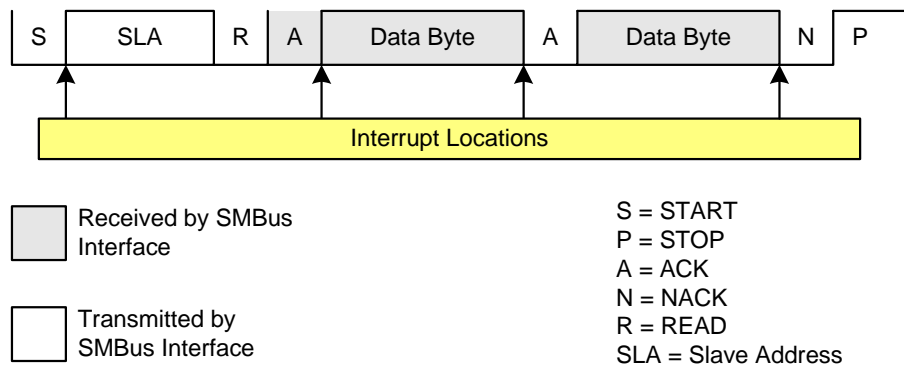 S SLA R A Data Byte A Data Byte N P
Interrupt Locations
Received by SMBus
Interface
Transmitted by
SMBus Interface
S = START
P = STOP
A = ACK
N = NACK
R = READ
SLA = Slave Address